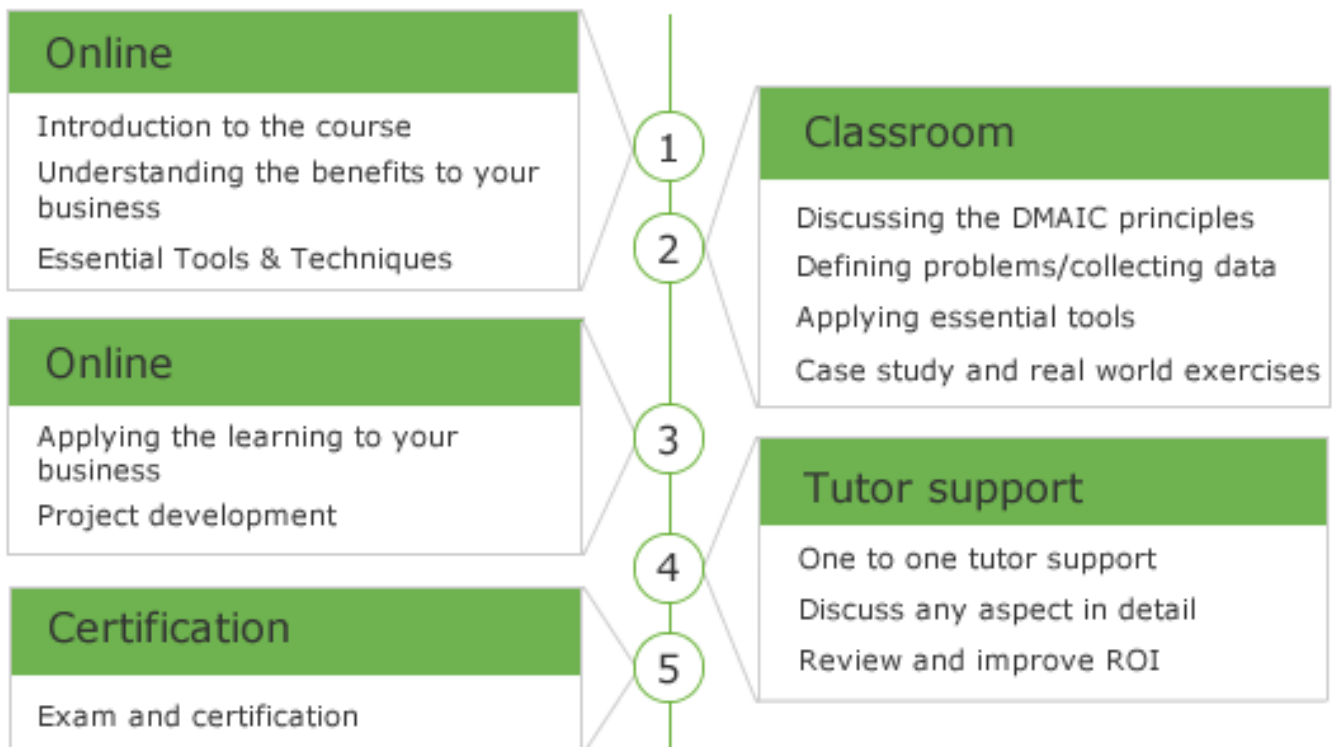 Online
Introduction to the course
Understanding the benefits to your
business
Essential Tools & Techniques
1
Classroom
Discussing the DMAIC principles
Defining problems/collecting data
Applying essential tools
Case study and real world exercises
2
Online
Applying the learning to your
business
Project development
3
Tutor support
One to one tutor support
Discuss any aspect in detail
Review and improve ROI
4
Certification
Exam and certification
5